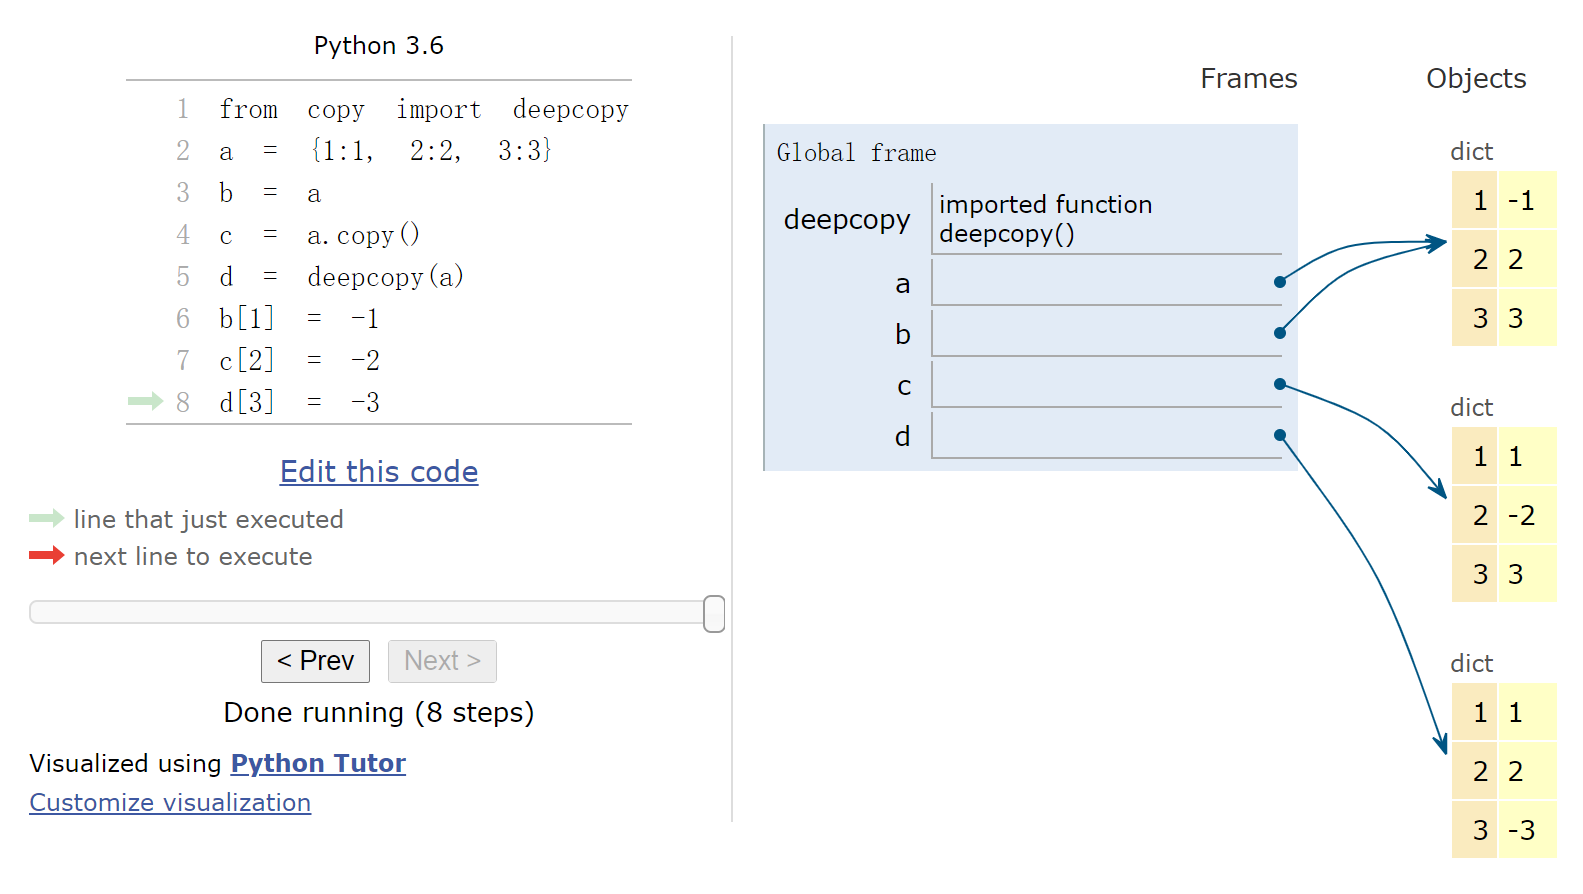 Python 3.6
1 from copy import deepcopy
2 a = {1:1, 2:2, 3:3}
3 b = a
4 c = a.copy()
5 d = deepcopy(a)
6 b[1] = -1
7 c[2] = -2
8 d[3] = -3
Edit this code
line that just executed
next line to execute
< Prev Next >
Done running (8 steps)
Visualized using Python Tutor
Customize visualization
Frames Objects
Global frame
deepcopy imported function
deepcopy()
a
b
c
d
dict
1 -1
2 2
3 3
dict
1 1
2 -2
3 3
dict
1 1
2 2
3 -3